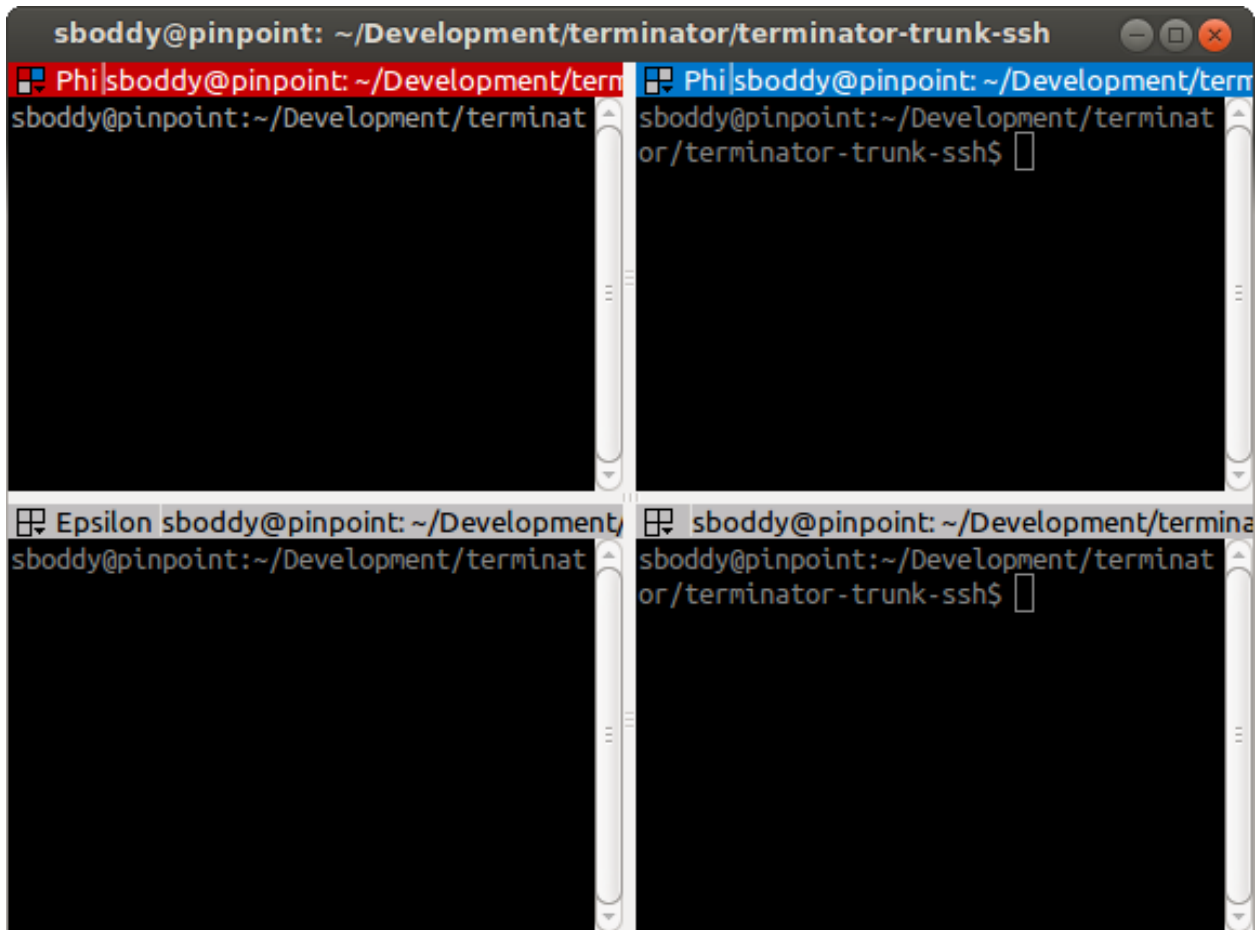 sboddy@pinpoint: ~/Development/terminator/terminator-trunk-ssh
Phi sboddy@pinpoint: ~/Development/term
sboddy@pinpoint:~/Development/terminat
Phi sboddy@pinpoint: ~/Development/term
sboddy@pinpoint:~/Development/terminat
or/terminator-trunk-ssh$
Epsilon sboddy@pinpoint: ~/Development/
sboddy@pinpoint:~/Development/terminat
sboddy@pinpoint: ~/Development/termina
sboddy@pinpoint:~/Development/terminat
or/terminator-trunk-ssh$